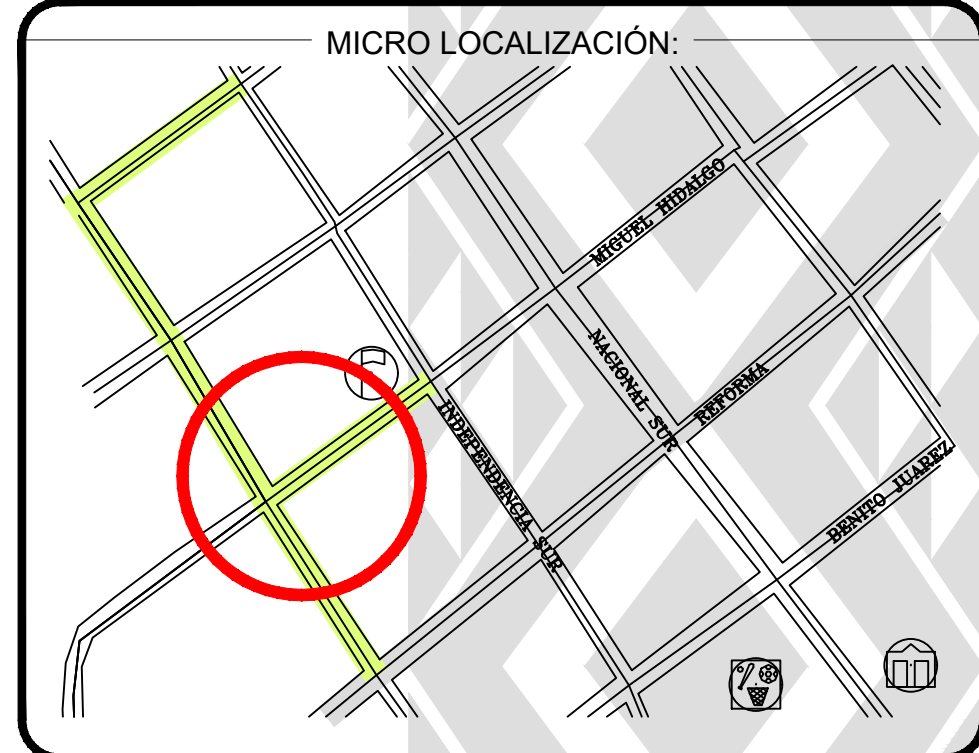 MICRO LOCALIZACIÓN:
MIGUEL HIDALGO
NACIONAL SUR
REFORMA
INDEPENDENCIA SUR
BENITO JUAREZ